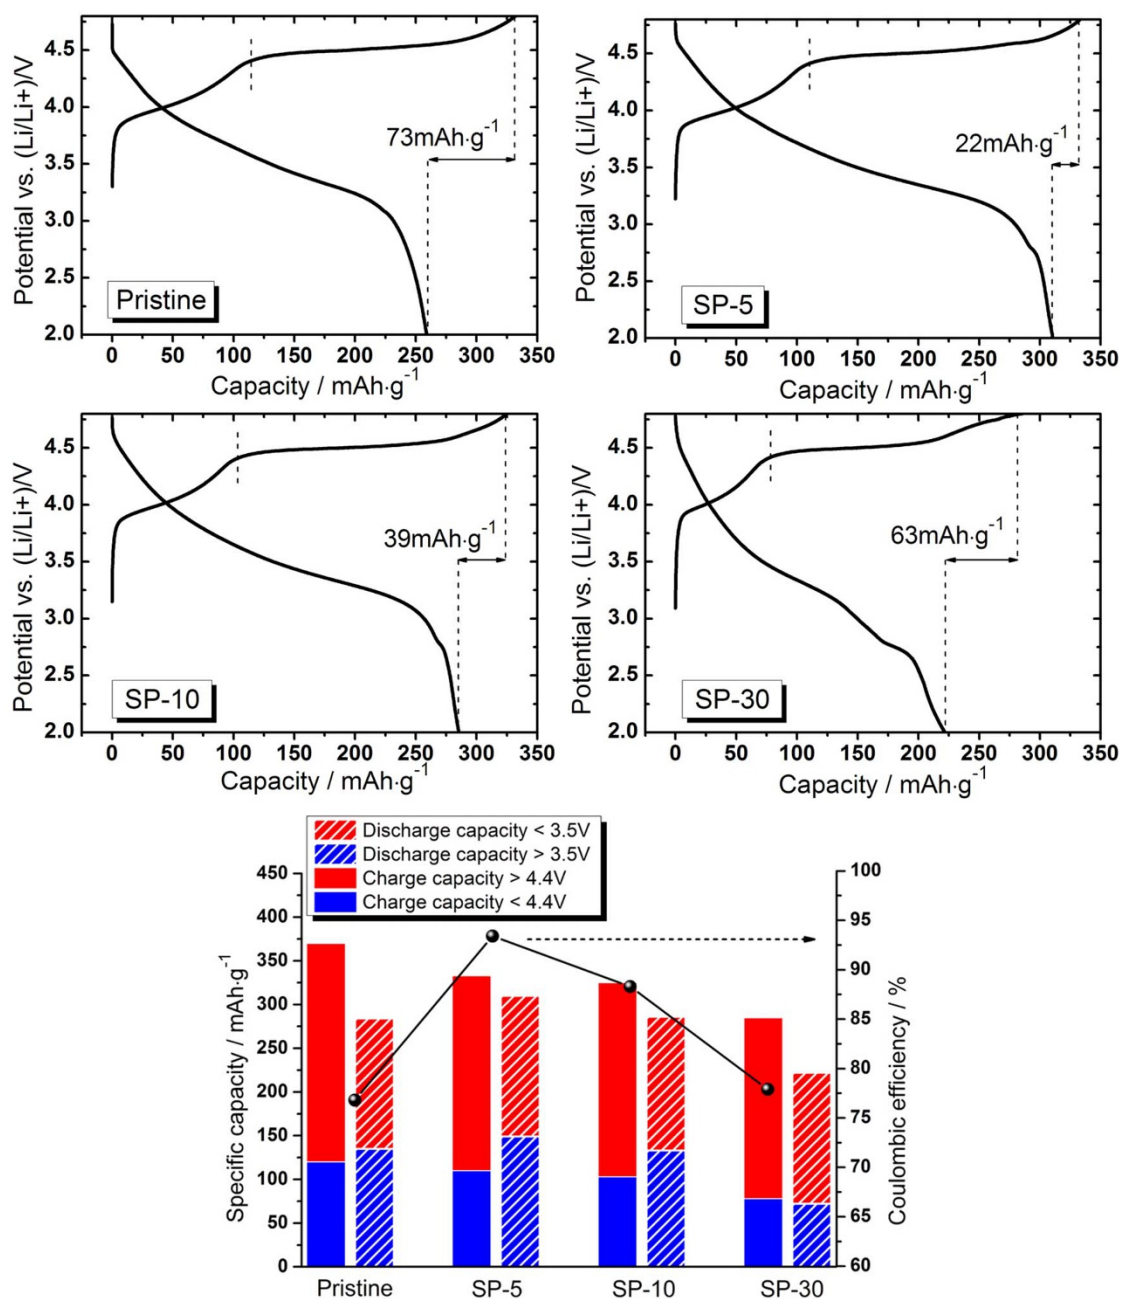 Potential vs. (Li/Li+)/V
4.5
4.0
3.5
3.0
2.5
2.0
73mAh·g⁻¹
Pristine
0 50 100 150 200 250 300 350
Capacity / mAh·g⁻¹
Potential vs. (Li/Li+)/V
4.5
4.0
3.5
3.0
2.5
2.0
22mAh·g⁻¹
SP-5
0 50 100 150 200 250 300 350
Capacity / mAh·g⁻¹
Potential vs. (Li/Li+)/V
4.5
4.0
3.5
3.0
2.5
2.0
39mAh·g⁻¹
SP-10
0 50 100 150 200 250 300 350
Capacity / mAh·g⁻¹
Potential vs. (Li/Li+)/V
4.5
4.0
3.5
3.0
2.5
2.0
63mAh·g⁻¹
SP-30
0 50 100 150 200 250 300 350
Capacity / mAh·g⁻¹
Discharge capacity < 3.5V
Discharge capacity > 3.5V
Charge capacity > 4.4V
Charge capacity < 4.4V
Specific capacity / mAh·g⁻¹
450
400
350
300
250
200
150
100
50
0
100
95
90
85
80
75
70
65
60
Coulombic efficiency / %
Pristine SP-5 SP-10 SP-30